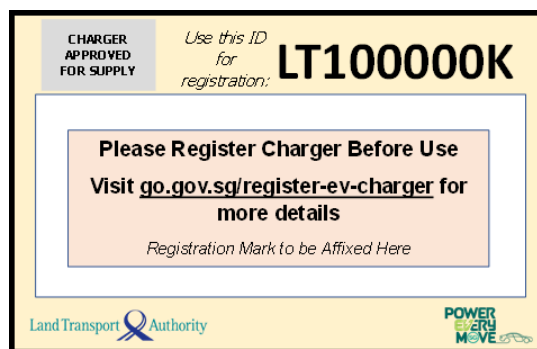 CHARGER
APPROVED
FOR SUPPLY
Use this ID
for
registration:
LT100000K
Please Register Charger Before Use
Visit go.gov.sg/register-ev-charger for
more details
Registration Mark to be Affixed Here
Land Transport Authority
POWER
EVERY
MOVE